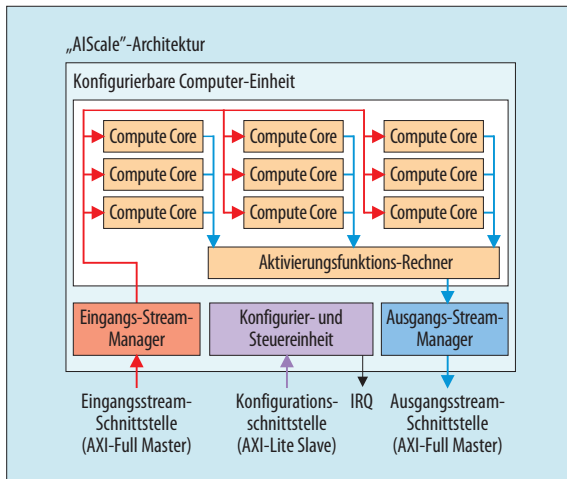 „AIScale”-Architektur
Konfigurierbare Computer-Einheit
Compute Core Compute Core Compute Core
Compute Core Compute Core Compute Core
Compute Core Compute Core Compute Core
Aktivierungsfunktions-Rechner
Eingangs-Stream-
Manager
Konfigurier- und
Steuereinheit
Ausgangs-Stream-
Manager
Eingangsstream-
Schnittstelle
(AXI-Full Master)
Konfigurations-
schnittstelle
(AXI-Lite Slave)
IRQ
Ausgangsstream-
Schnittstelle
(AXI-Full Master)